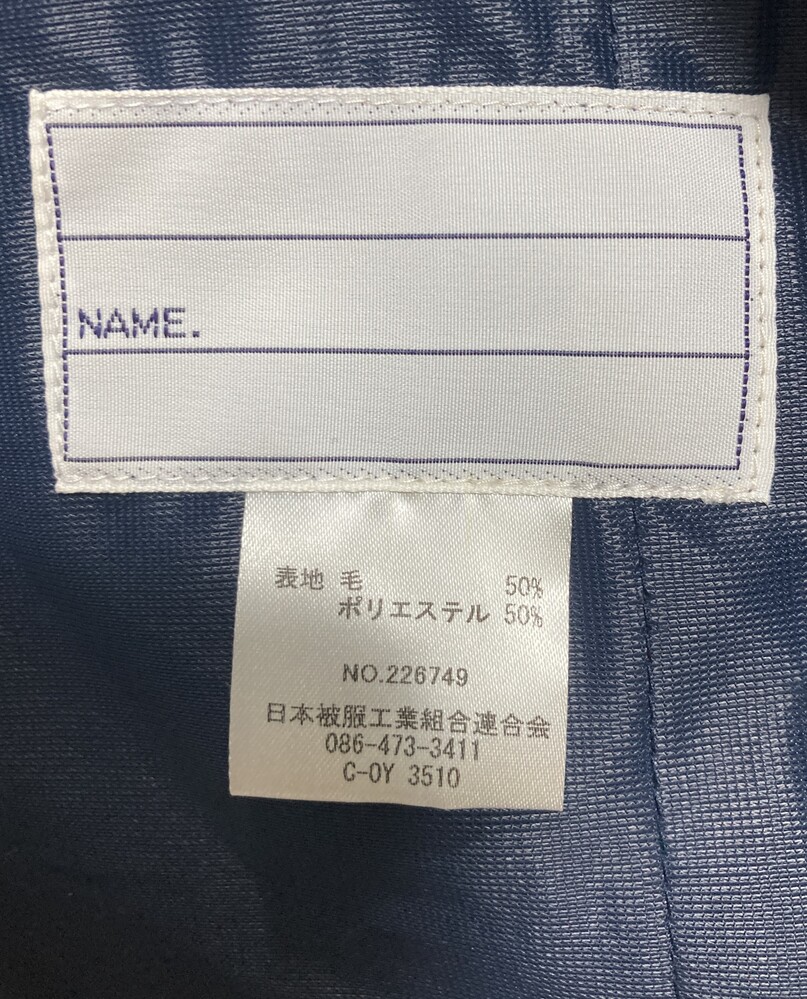 NAME.
表地 毛 50%
ポリエステル 50%
NO.226749
日本被服工業組合連合会
086-473-3411
C-0Y 3510